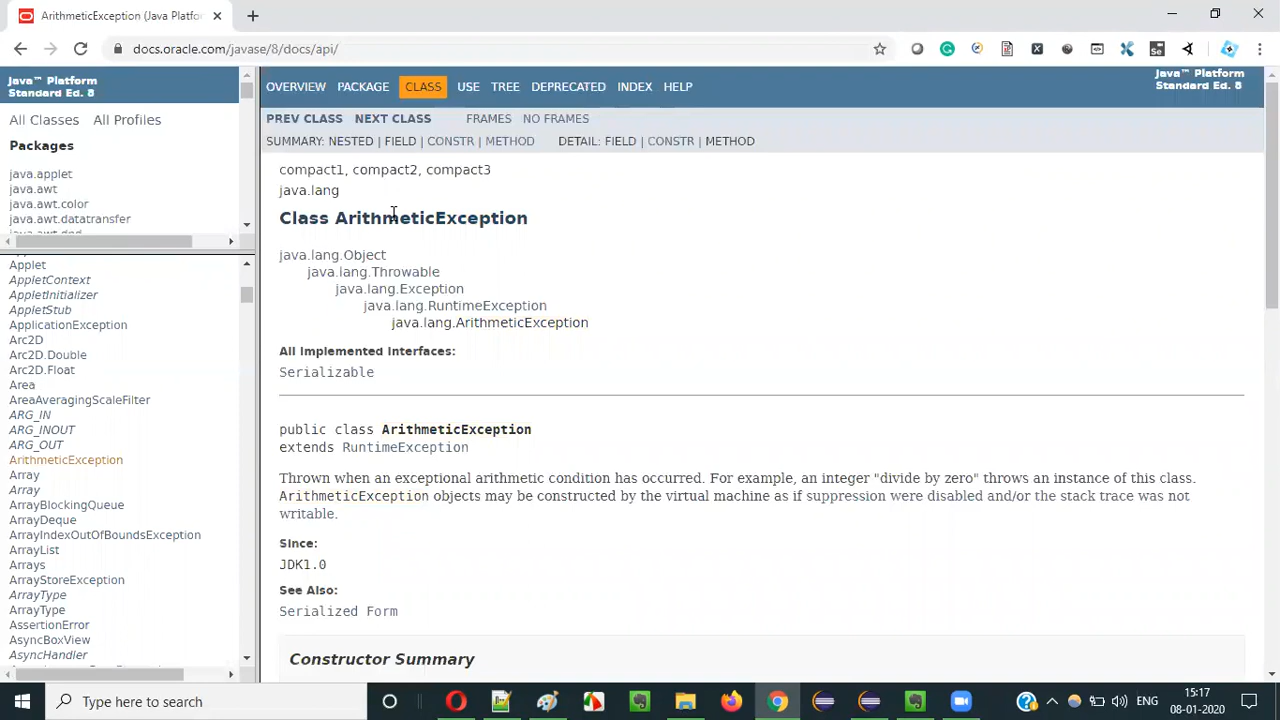 ArithmeticException (Java Platfor
docs.oracle.com/javase/8/docs/api/
Java™ Platform
Standard Ed. 8
All Classes All Profiles
Packages
java.applet
java.awt
java.awt.color
java.awt.datatransfer
java.awt.dnd
Applet
AppletContext
AppletInitializer
AppletStub
ApplicationException
Arc2D
Arc2D.Double
Arc2D.Float
Area
AreaAveragingScaleFilter
ARG_IN
ARG_INOUT
ARG_OUT
ArithmeticException
Array
Array
ArrayBlockingQueue
ArrayDeque
ArrayIndexOutOfBoundsException
ArrayList
Arrays
ArrayStoreException
ArrayType
ArrayType
AssertionError
AsyncBoxView
AsyncHandler
OVERVIEW PACKAGE CLASS USE TREE DEPRECATED INDEX HELP
Java™ Platform
Standard Ed. 8
PREV CLASS NEXT CLASS FRAMES NO FRAMES
SUMMARY: NESTED | FIELD | CONSTR | METHOD DETAIL: FIELD | CONSTR | METHOD
compact1, compact2, compact3
java.lang
Class ArithmeticException
java.lang.Object
java.lang.Throwable
java.lang.Exception
java.lang.RuntimeException
java.lang.ArithmeticException
All Implemented Interfaces:
Serializable
public class ArithmeticException
extends RuntimeException
Thrown when an exceptional arithmetic condition has occurred. For example, an integer "divide by zero" throws an instance of this class.
ArithmeticException objects may be constructed by the virtual machine as if suppression were disabled and/or the stack trace was not
writable.
Since:
JDK1.0
See Also:
Serialized Form
Constructor Summary
Type here to search
ENG
15:17
08-01-2020